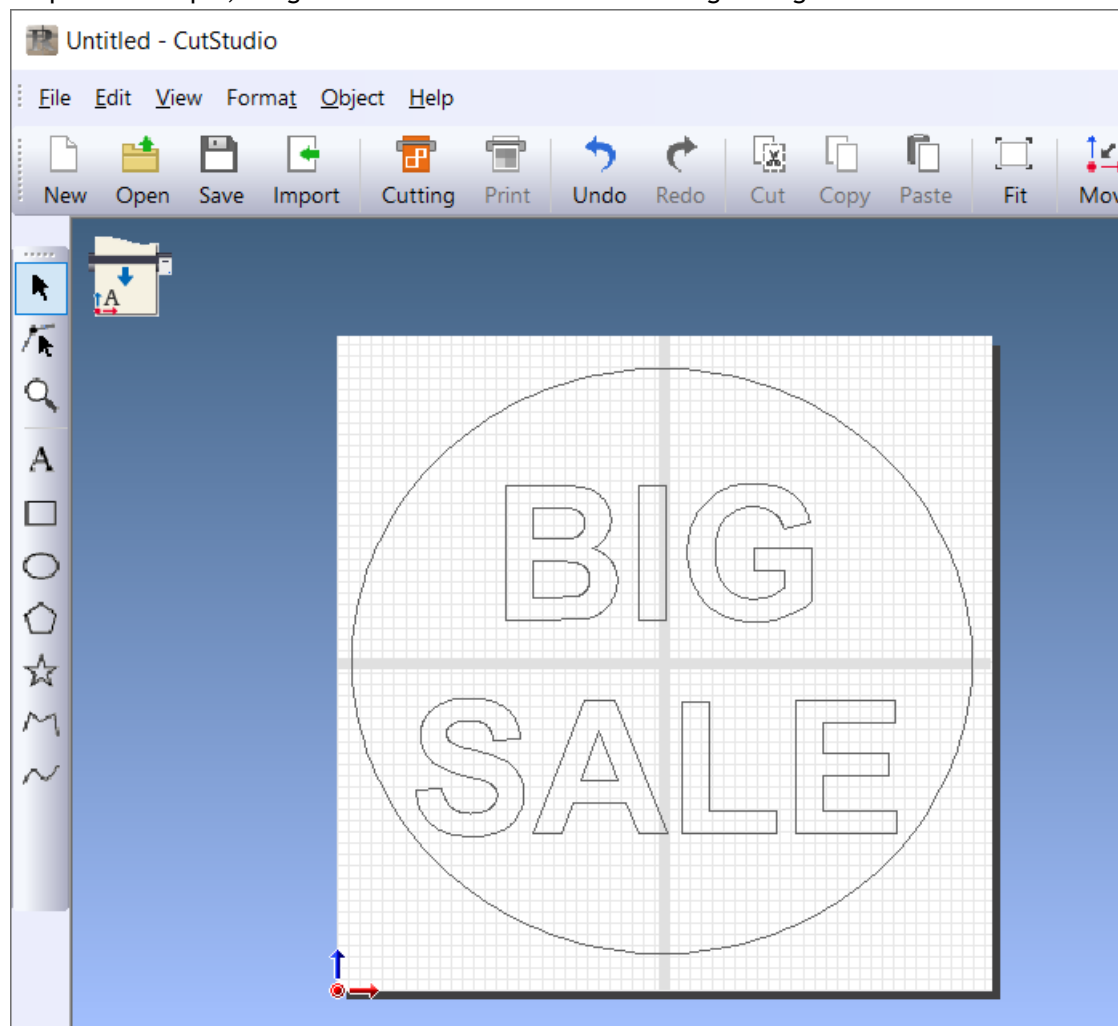 Untitled - CutStudio
File Edit View Format Object Help
New Open Save Import Cutting Print Undo Redo Cut Copy Paste Fit Mov
A
A
BIG
SALE